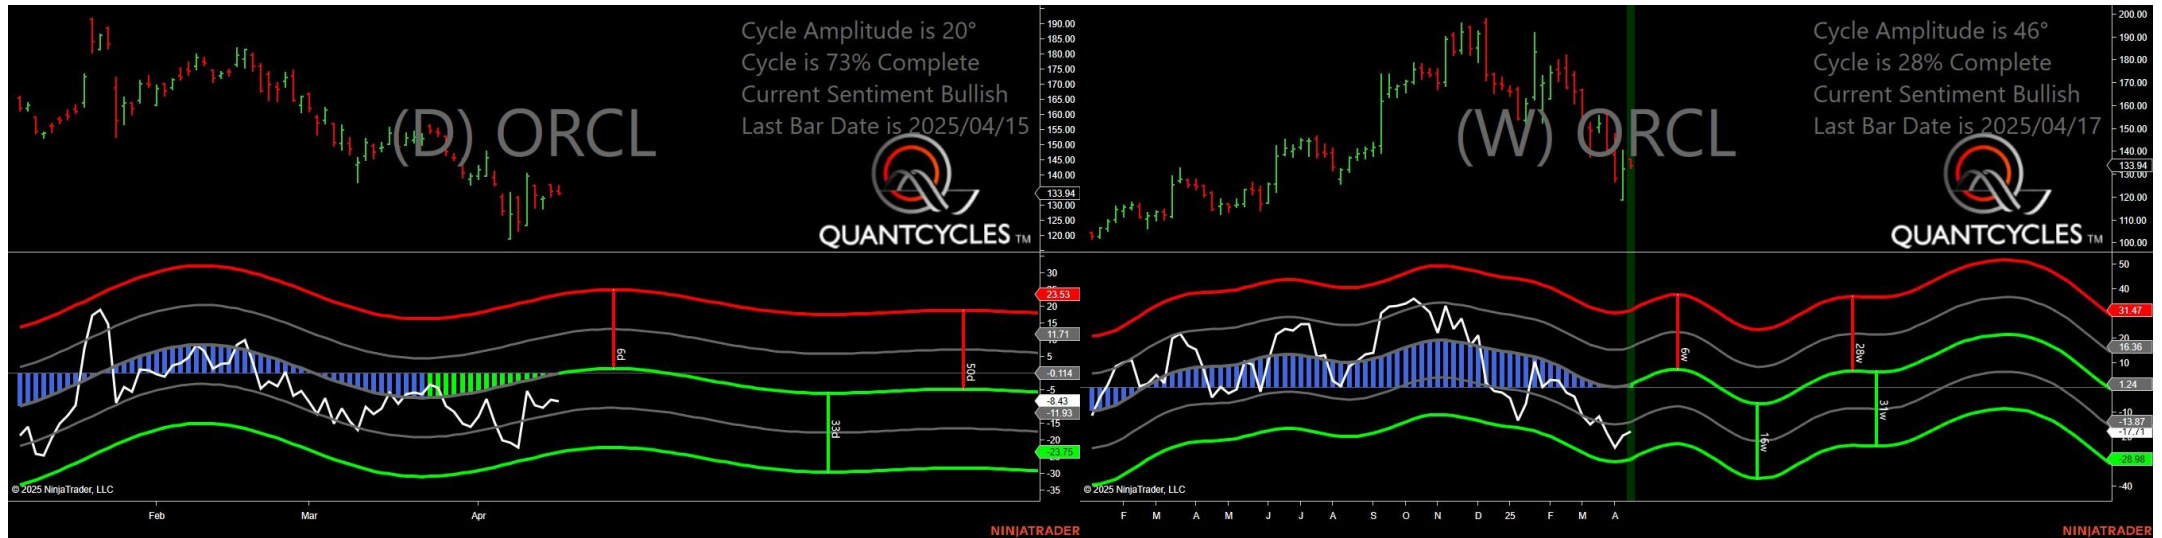 Cycle Amplitude is 20°
Cycle is 73% Complete
Current Sentiment Bullish
Last Bar Date is 2025/04/15
(D) ORCL
QUANTCYCLES TM
190.00
185.00
180.00
175.00
170.00
165.00
160.00
155.00
150.00
145.00
140.00
133.94
130.00
125.00
120.00
30
23.53
20
15
11.71
5
-0.114
-5
-8.43
-11.93
-15
-20
-23.75
-30
-35
6d
33d
50d
© 2025 NinjaTrader, LLC
Feb Mar Apr
NINJATRADER
Cycle Amplitude is 46°
Cycle is 28% Complete
Current Sentiment Bullish
Last Bar Date is 2025/04/17
(W) ORCL
QUANTCYCLES TM
200.00
190.00
180.00
170.00
160.00
150.00
140.00
133.94
130.00
120.00
110.00
100.00
50
40
31.47
20
16.36
10
1.24
-10
-13.87
-17.71
-28.98
-40
6w
16w
28w
31w
© 2025 NinjaTrader, LLC
F M A M J J A S O N D 25 F M A
NINJATRADER